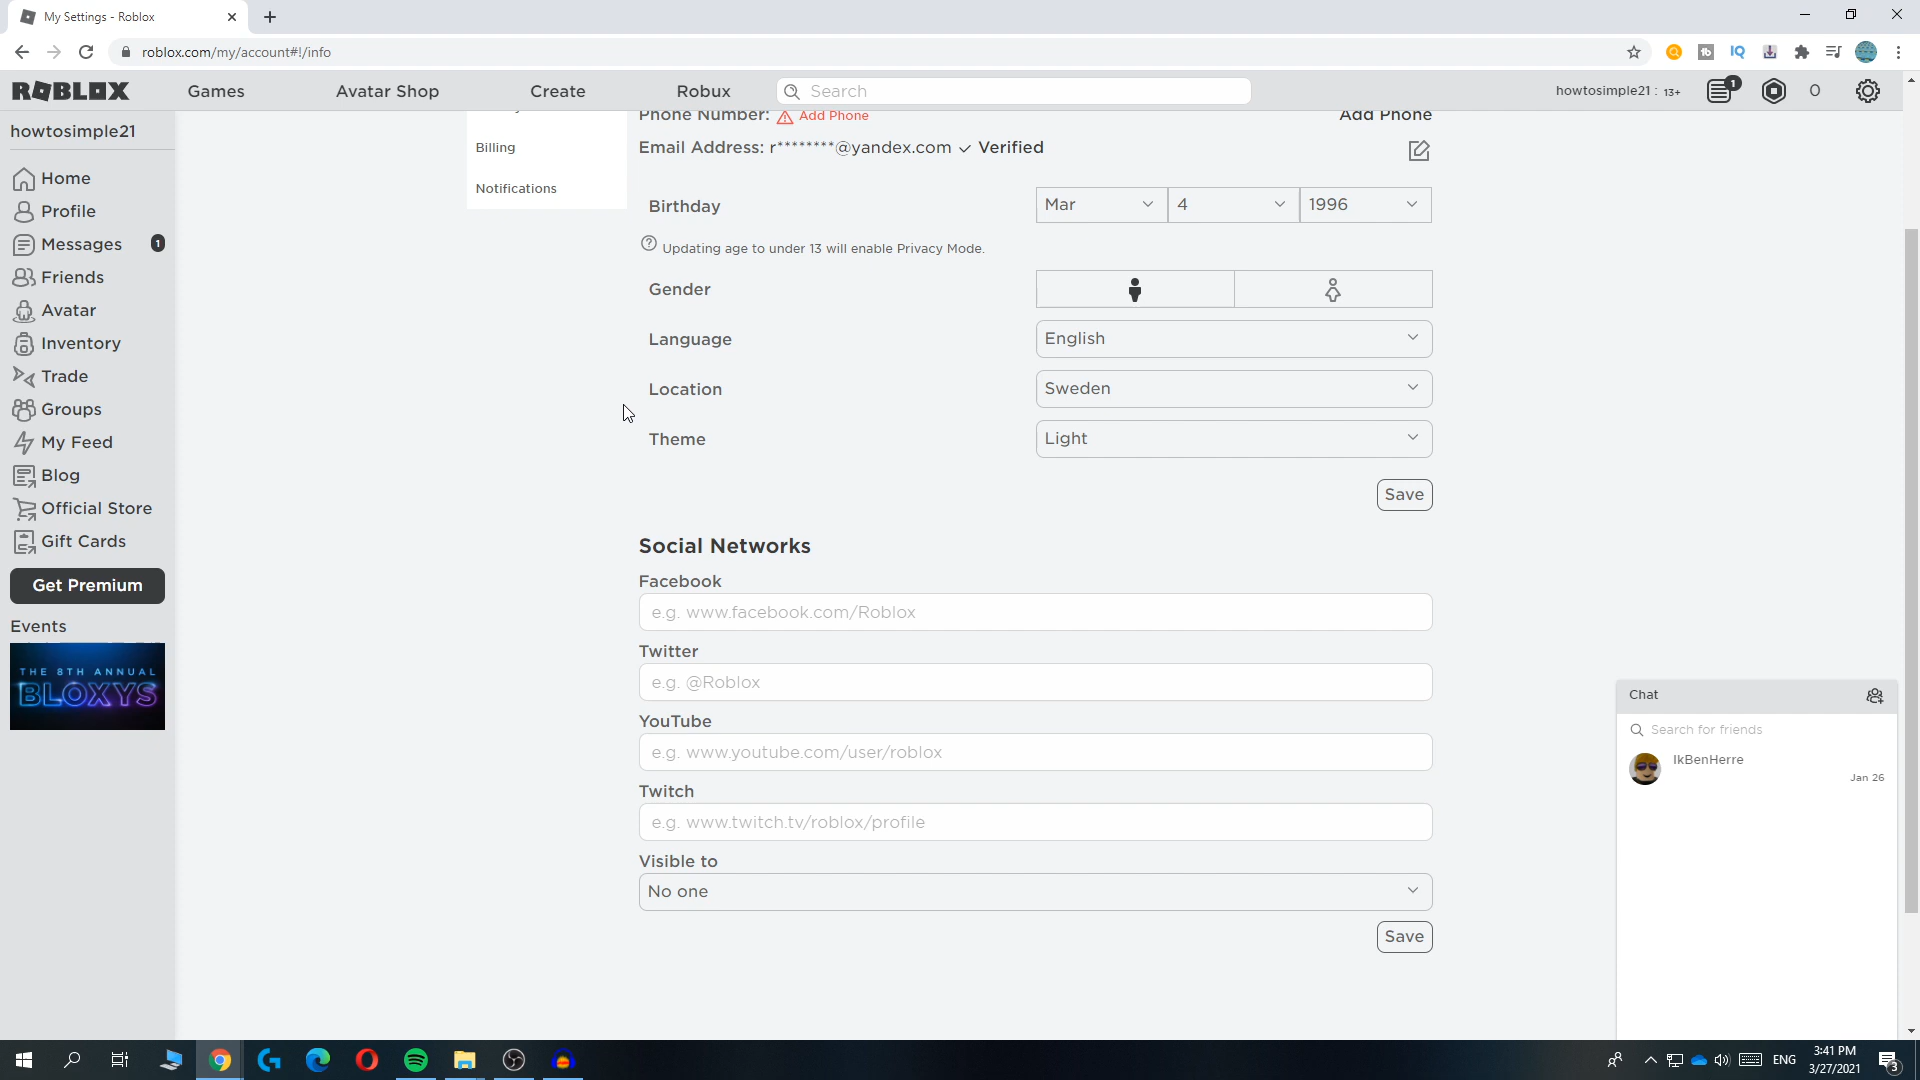 My Settings - Roblox
roblox.com/my/account#!/info
ROBLOX Games Avatar Shop Create Robux Search howtosimple21 : 13+ 1 0
howtosimple21
Home
Profile
Messages 1
Friends
Avatar
Inventory
Trade
Groups
My Feed
Blog
Official Store
Gift Cards
Get Premium
Events
THE 8TH ANNUAL
BLOXYS
Billing
Notifications
Phone Number: Add Phone Add Phone
Email Address: r********@yandex.com Verified
Birthday Mar 4 1996
Updating age to under 13 will enable Privacy Mode.
Gender
Language English
Location Sweden
Theme Light
Save
Social Networks
Facebook
e.g. www.facebook.com/Roblox
Twitter
e.g. @Roblox
YouTube
e.g. www.youtube.com/user/roblox
Twitch
e.g. www.twitch.tv/roblox/profile
Visible to
No one
Save
Chat
Search for friends
IkBenHerre
Jan 26
ENG
3:41 PM
3/27/2021
3